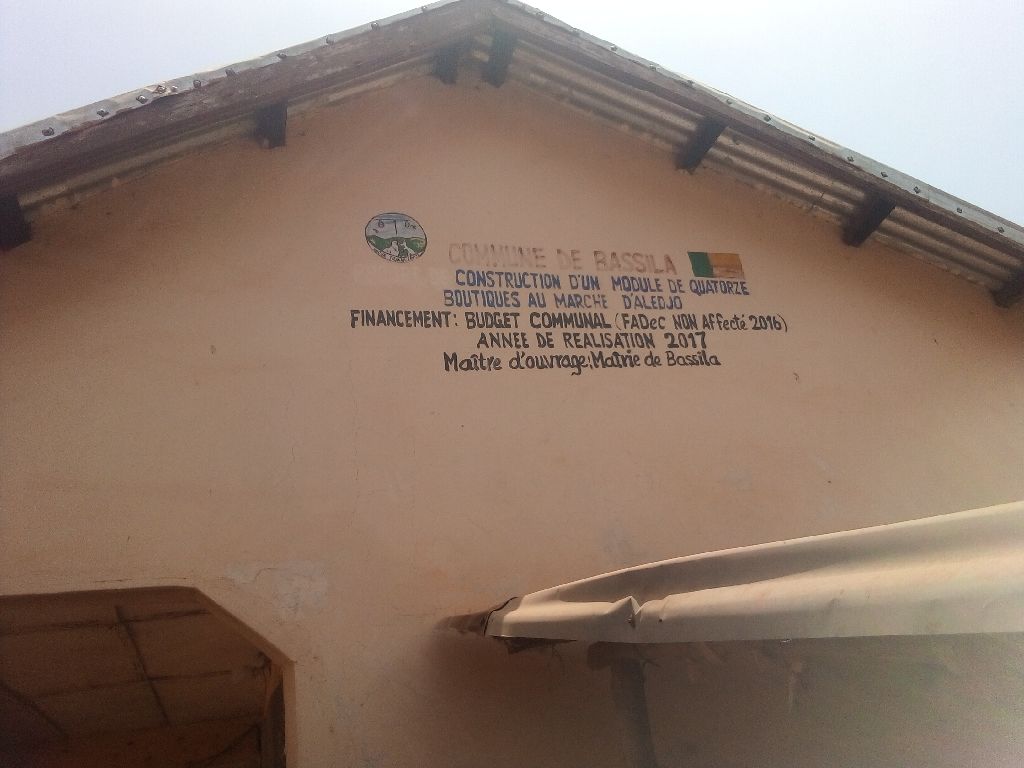 COMMUNE DE BASSILA
CONSTRUCTION D'UN MODULE DE QUATORZE
BOUTIQUES AU MARCHE D'ALEDJO
FINANCEMENT: BUDGET COMMUNAL (FADeC NON Affecté 2016)
ANNEE DE REALISATION 2017
Maître d'ouvrage:Mairie de Bassila